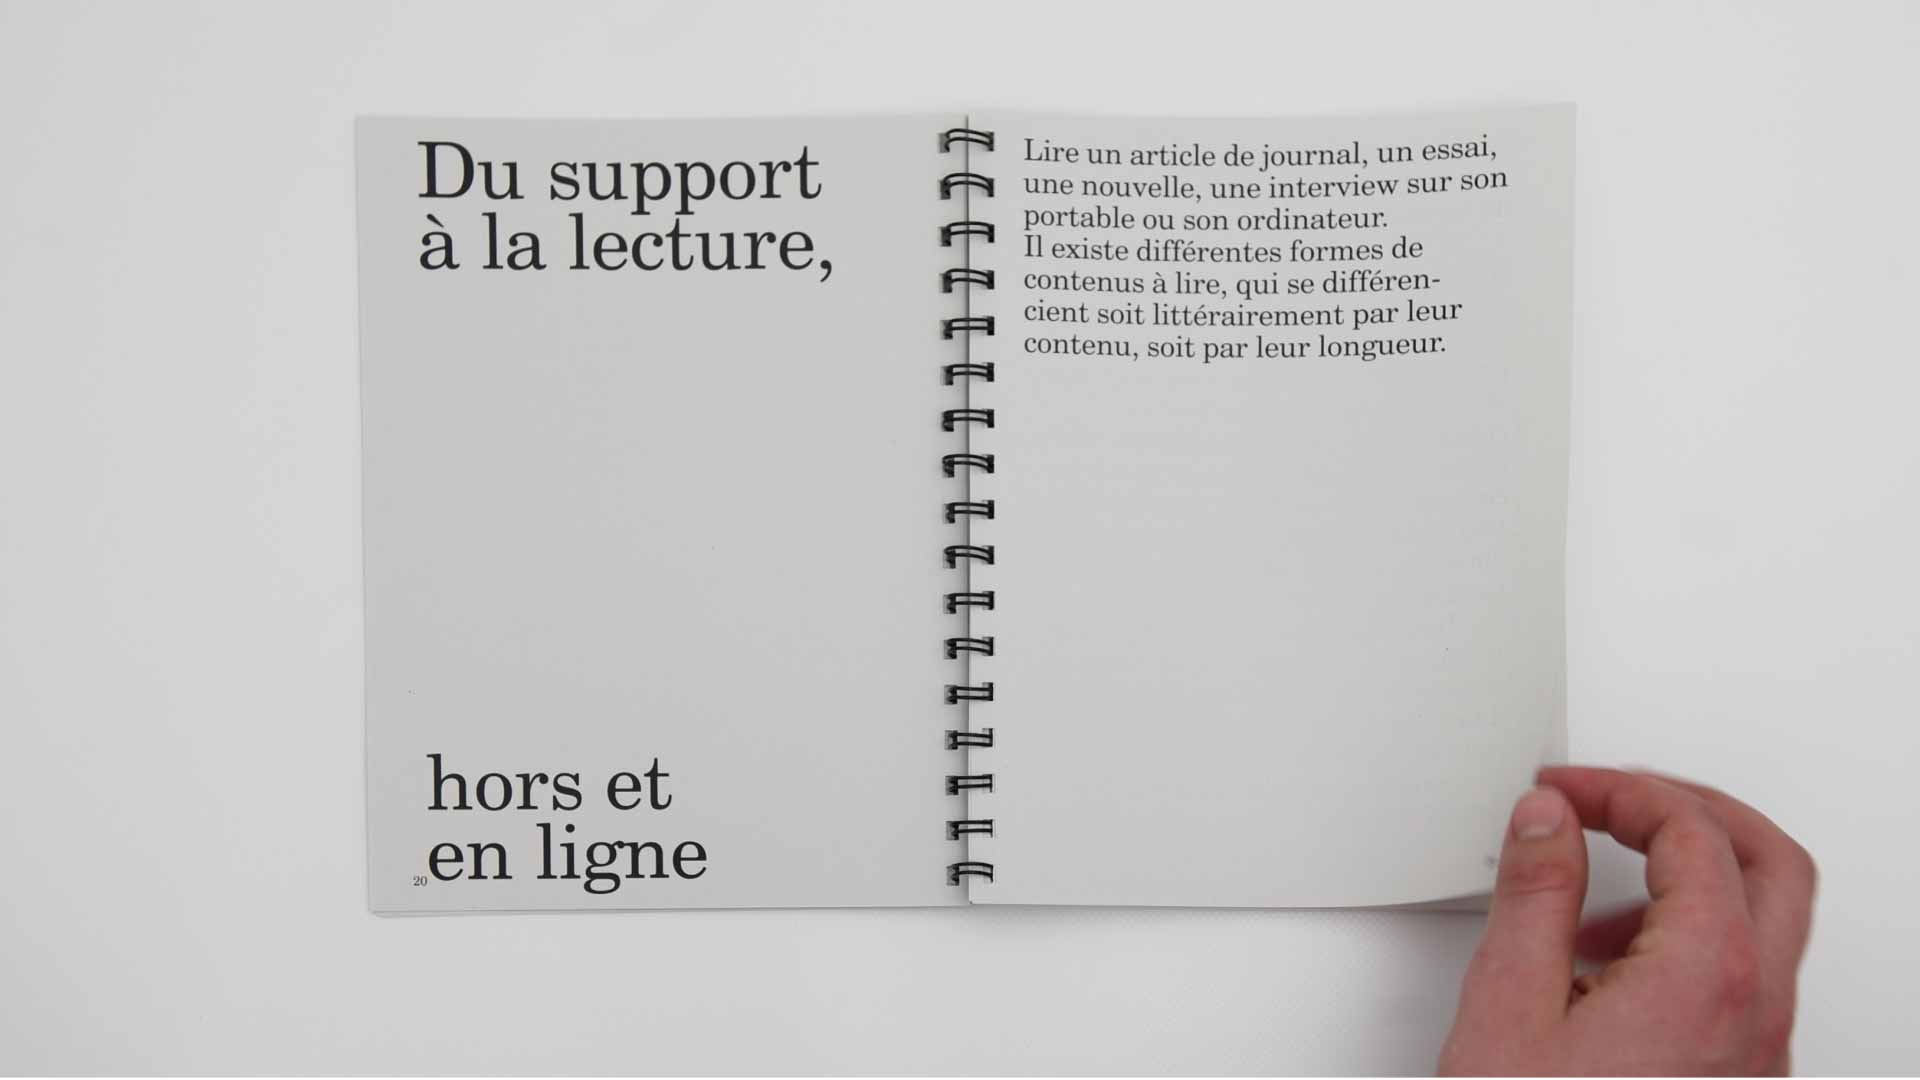 Du support
à la lecture,
hors et
en ligne
20
Lire un article de journal, un essai,
une nouvelle, une interview sur son
portable ou son ordinateur.
Il existe différentes formes de
contenus à lire, qui se différen-
cient soit littérairement par leur
contenu, soit par leur longueur.